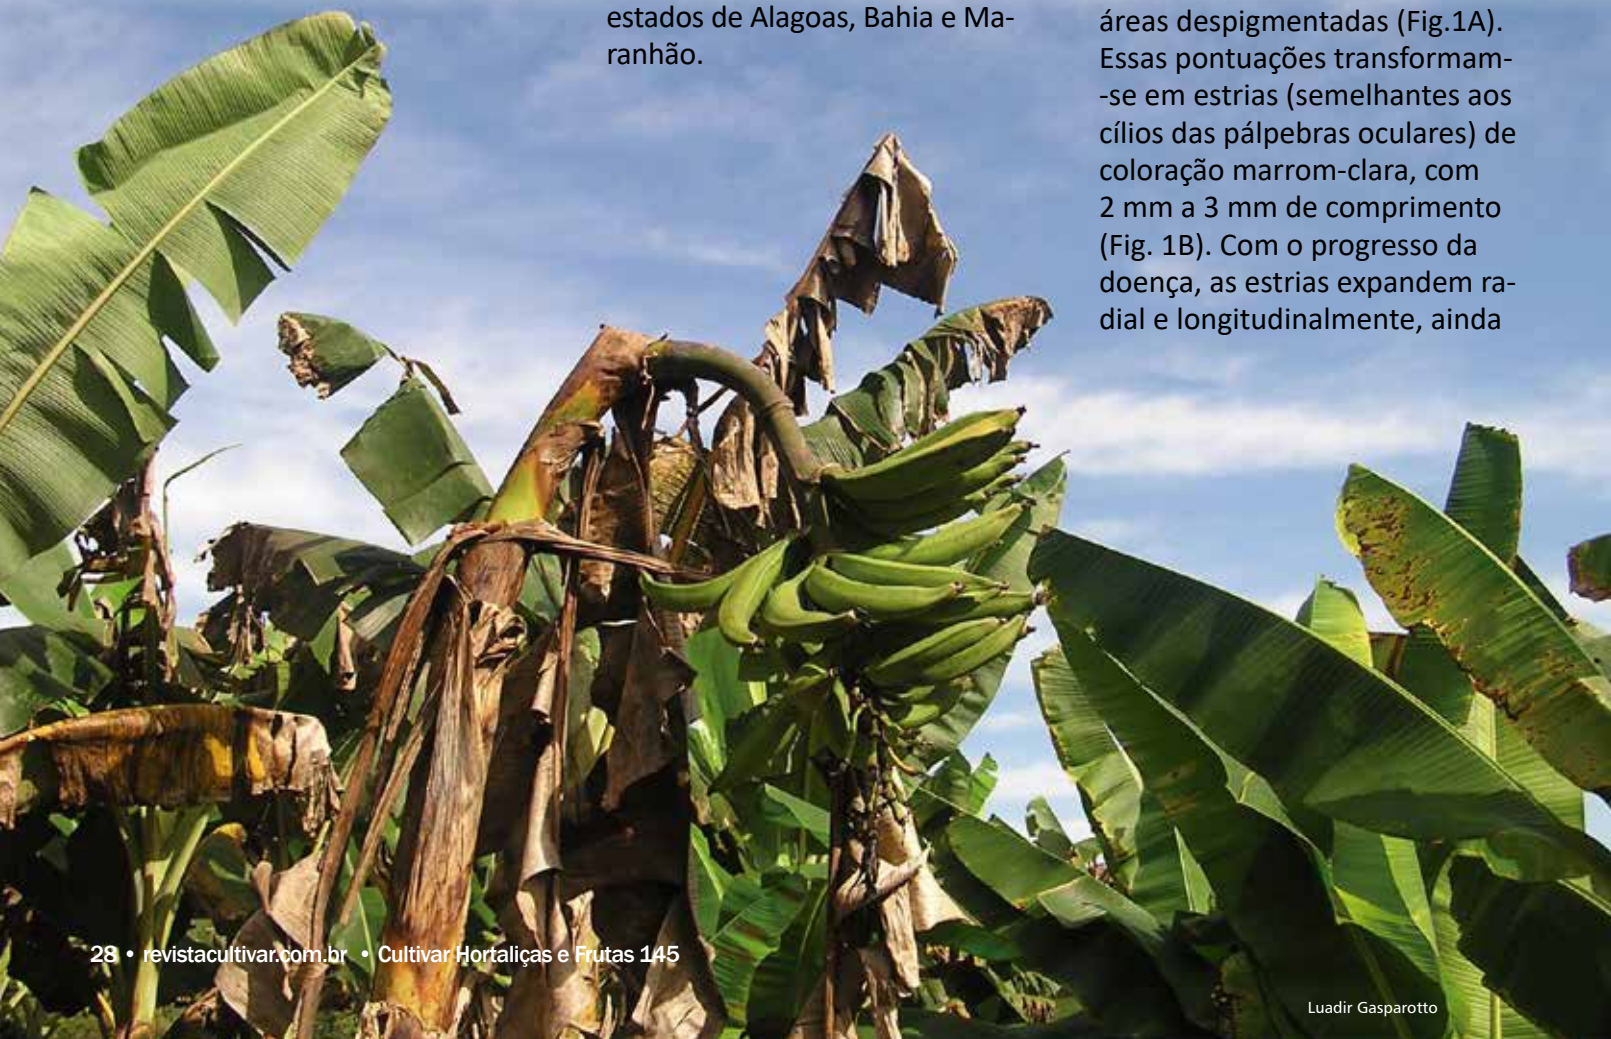 estados de Alagoas, Bahia e Ma-
ranhão.
áreas despigmentadas (Fig.1A).
Essas pontuações transformam-
-se em estrias (semelhantes aos
cílios das pálpebras oculares) de
coloração marrom-clara, com
2 mm a 3 mm de comprimento
(Fig. 1B). Com o progresso da
doença, as estrias expandem ra-
dial e longitudinalmente, ainda
28 • revistacultivar.com.br • Cultivar Hortaliças e Frutas 145
Luadir Gasparotto